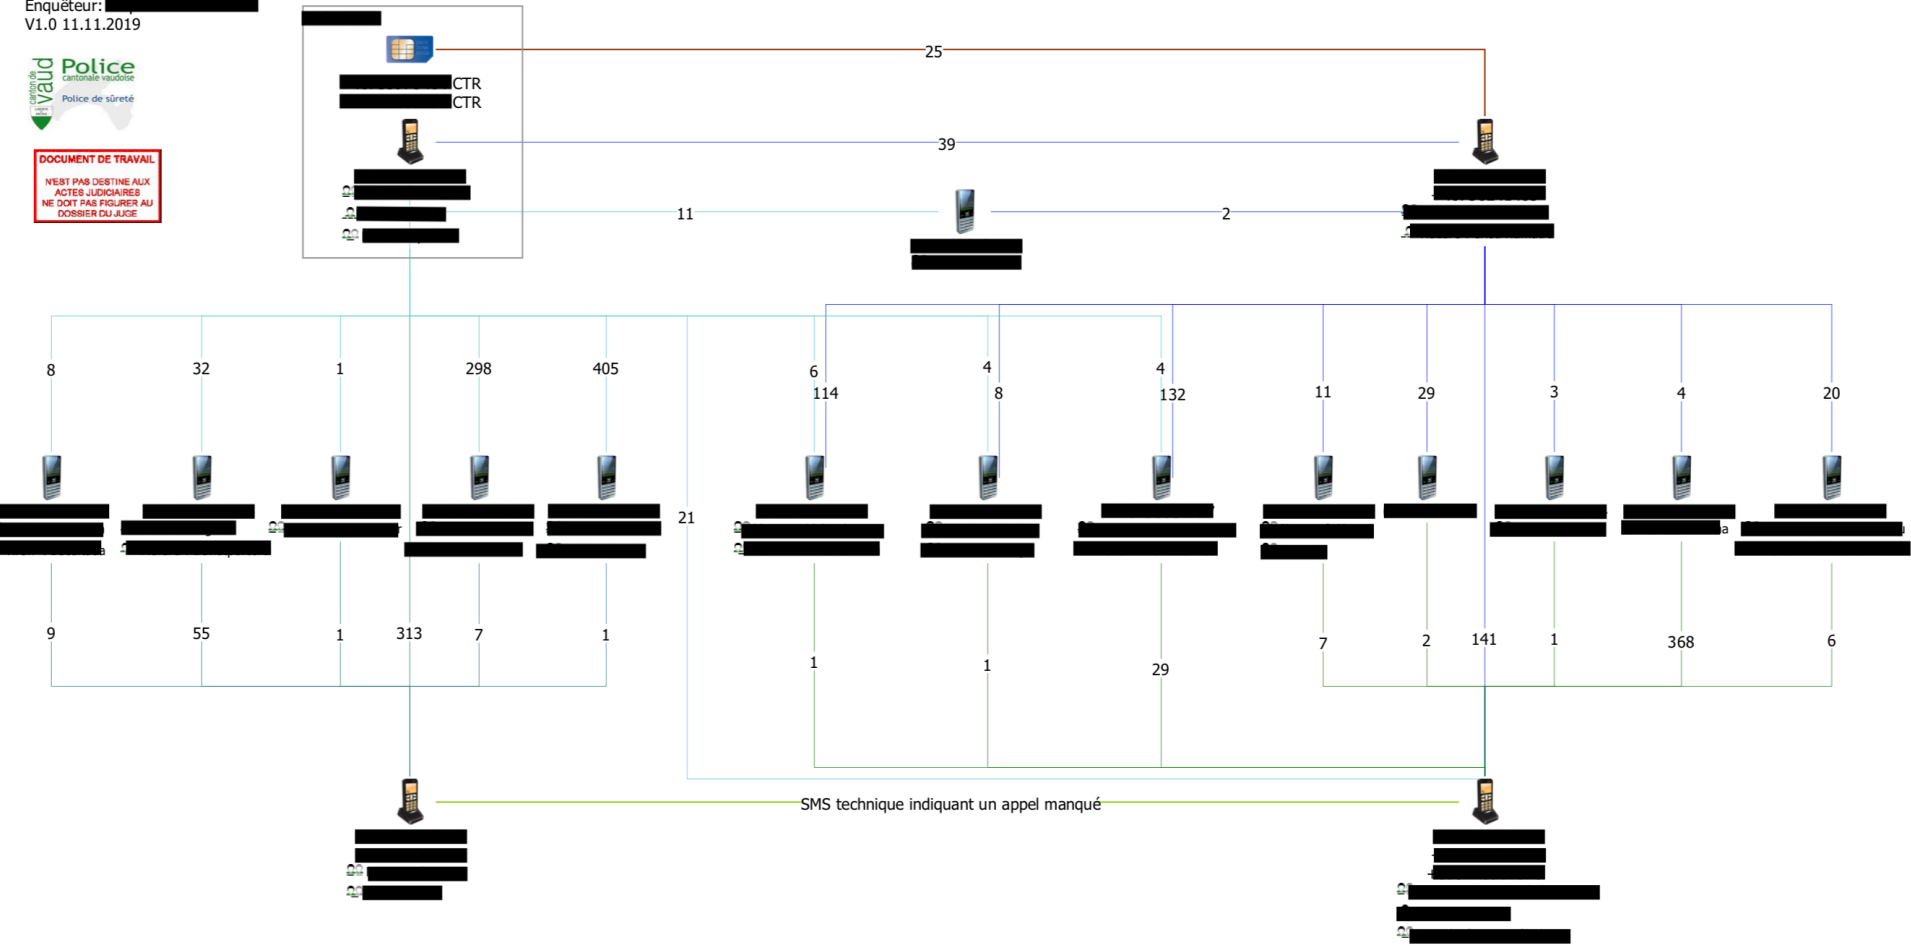 Enquêteur:
V1.0 11.11.2019
canton de
vaud
Police
cantonale vaudoise
Police de sûreté
DOCUMENT DE TRAVAIL
N'EST PAS DESTINE AUX
ACTES JUDICIAIRES
NE DOIT PAS FIGURER AU
DOSSIER DU JUGE
CTR
CTR
25
39
11
2
8
32
1
298
405
6
4
4
114
8
132
11
29
3
4
20
21
9
55
1
313
7
1
1
1
29
7
2
141
1
368
6
SMS technique indiquant un appel manqué